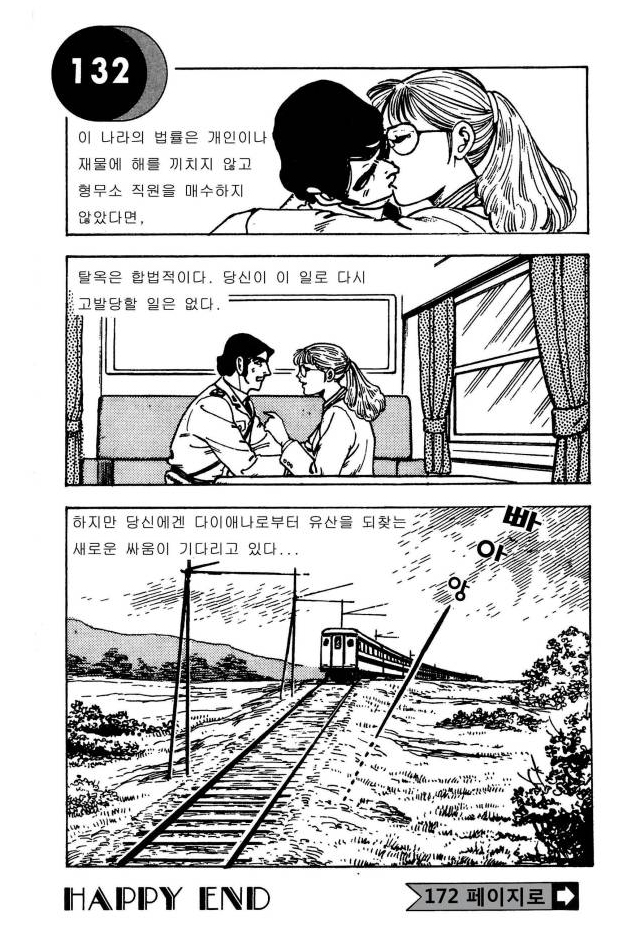 132
이 나라의 법률은 개인이나
재물에 해를 끼치지 않고
형무소 직원을 매수하지
않았다면,
탈옥은 합법적이다. 당신이 이 일로 다시
고발당할 일은 없다.
하지만 당신에겐 다이애나로부터 유산을 되찾는
새로운 싸움이 기다리고 있다...
빠
아
앙
HAPPY END
172 페이지로